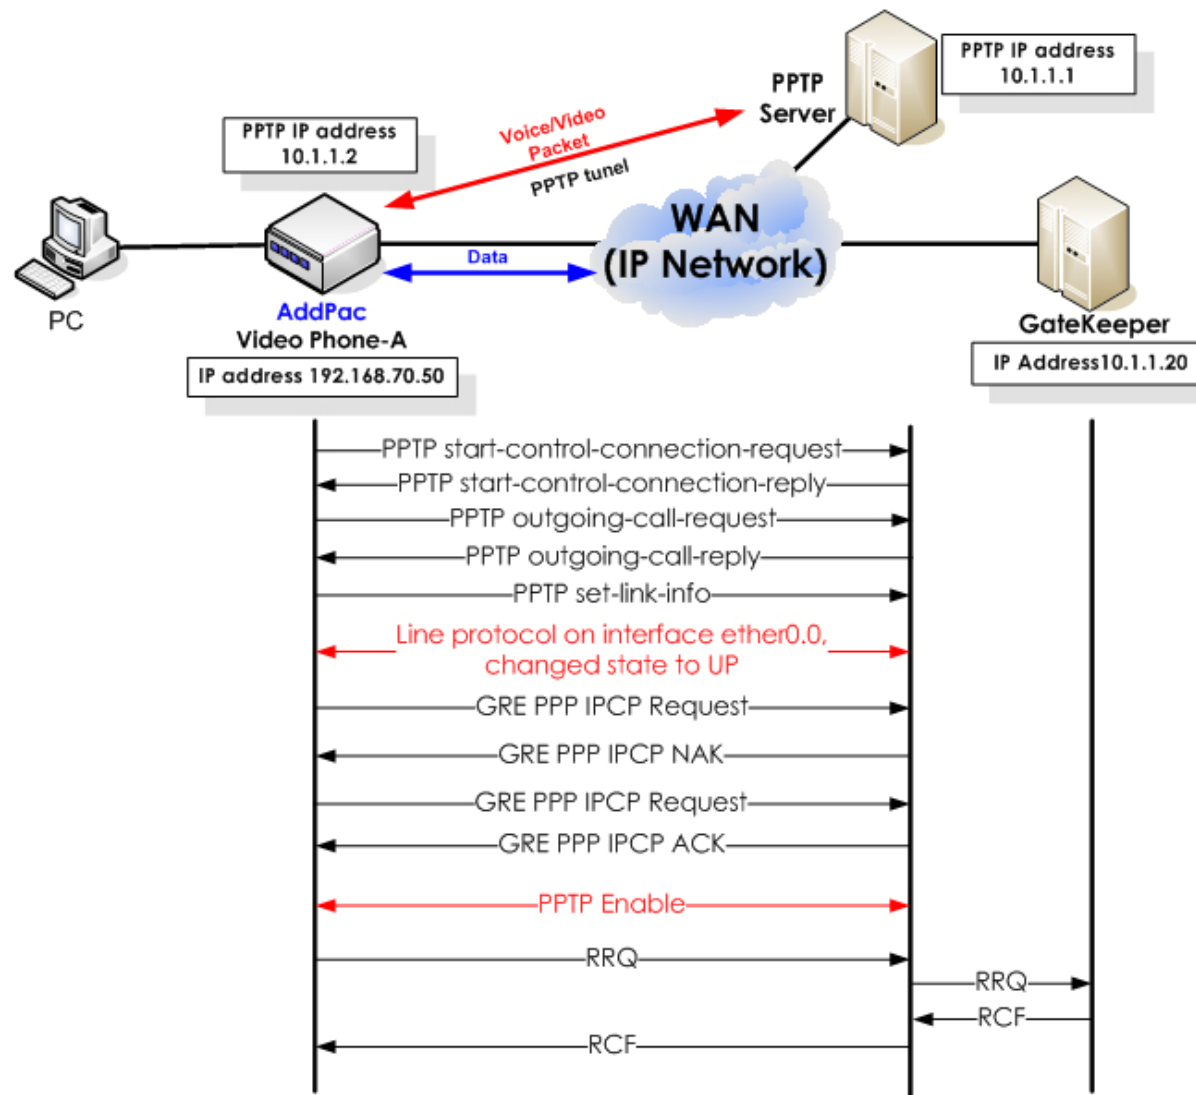 PPTP IP address
10.1.1.1
PPTP
Server
Voice/Video
Packet
PPTP tunel
PPTP IP address
10.1.1.2
WAN
(IP Network)
Data
PC
AddPac
Video Phone-A
IP address 192.168.70.50
GateKeeper
IP Address10.1.1.20
PPTP start-control-connection-request
PPTP start-control-connection-reply
PPTP outgoing-call-request
PPTP outgoing-call-reply
PPTP set-link-info
Line protocol on interface ether0.0,
changed state to UP
GRE PPP IPCP Request
GRE PPP IPCP NAK
GRE PPP IPCP Request
GRE PPP IPCP ACK
PPTP Enable
RRQ
RRQ
RCF
RCF